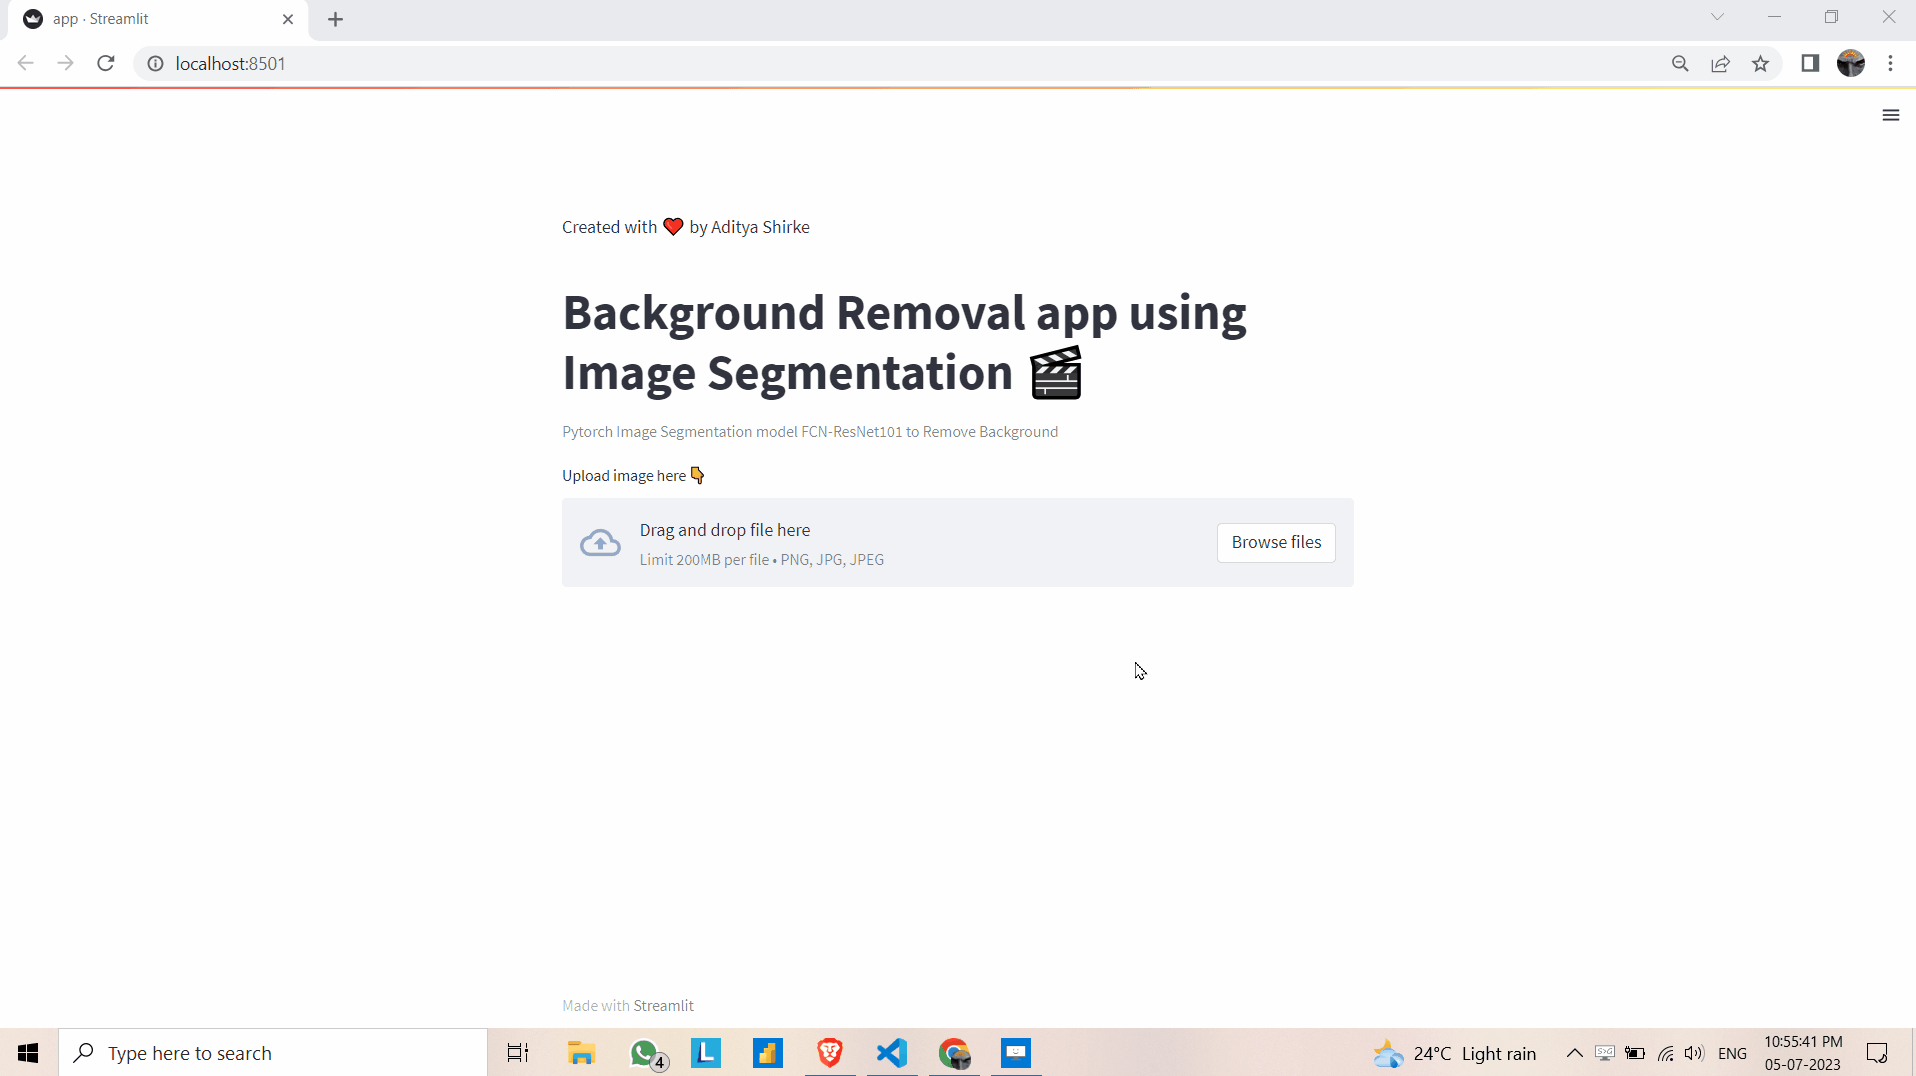 app · Streamlit
localhost:8501
Created with ❤️ by Aditya Shirke
Background Removal app using
Image Segmentation 🎬
Pytorch Image Segmentation model FCN-ResNet101 to Remove Background
Upload image here 👇
Drag and drop file here
Limit 200MB per file • PNG, JPG, JPEG
Browse files
Made with Streamlit
Type here to search
4
L
24°C Light rain
ENG
10:55:41 PM
05-07-2023